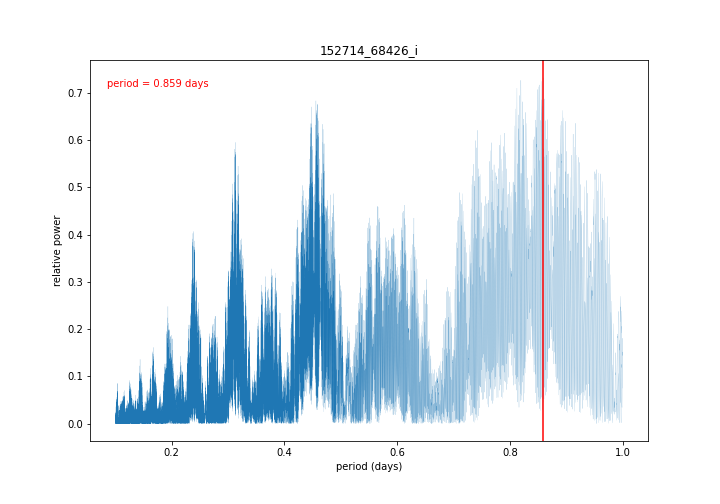 152714_68426_i
period = 0.859 days
0.7
0.6
0.5
0.4
0.3
0.2
0.1
0.0
relative power
0.2 0.4 0.6 0.8 1.0
period (days)